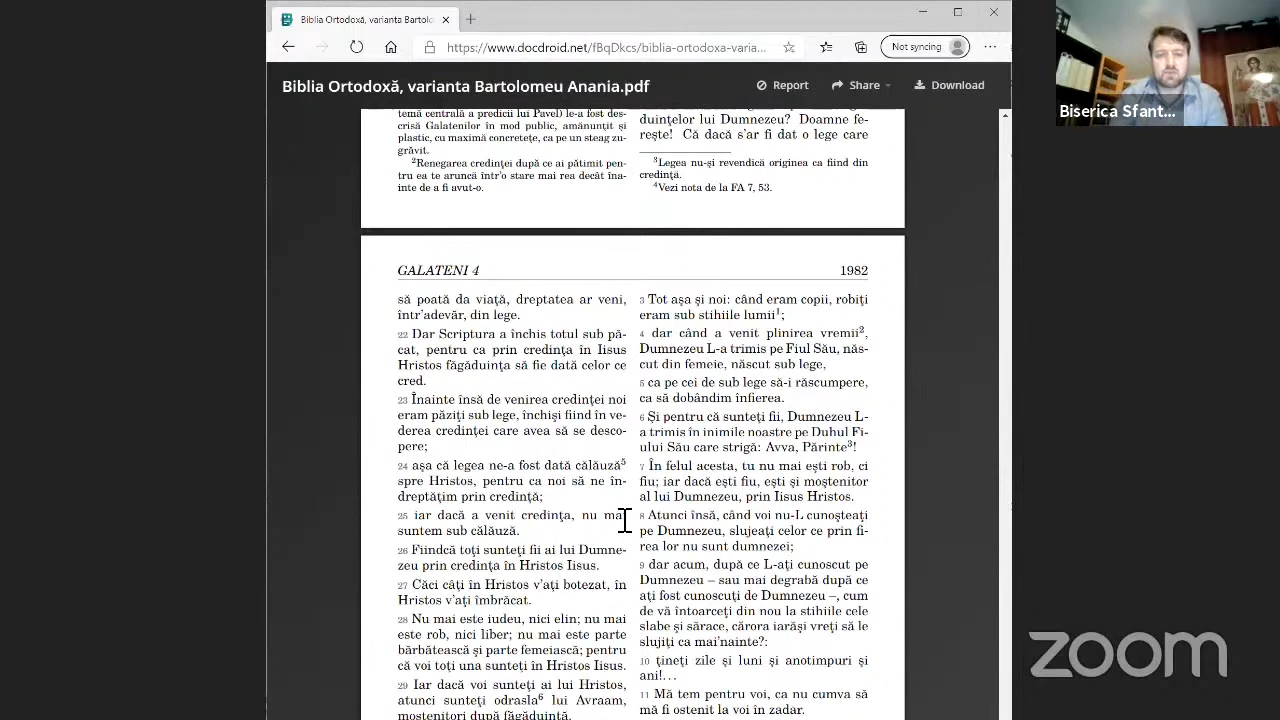 Biblia Ortodoxă, varianta Bartolo
https://www.docdroid.net/fBqDkcs/biblia-ortodoxa-varia...
Not syncing
Biblia Ortodoxă, varianta Bartolomeu Anania.pdf
Report
Share
Download
temă centrală a predicii lui Pavel) le-a fost des-
crisă Galatenilor în mod public, amănunţit şi
plastic, cu maximă concreteţe, ca pe un steag zu-
grăvit.
2Renegarea credinţei după ce ai pătimit pen-
tru ea te aruncă într'o stare mai rea decât îna-
inte de a fi avut-o.
duinţelor lui Dumnezeu? Doamne fe-
reşte! Că dacă s'ar fi dat o lege care
3Legea nu-şi revendică originea ca fiind din
credinţă.
4Vezi nota de la FA 7, 53.
GALATENI 4
1982
să poată da viaţă, dreptatea ar veni,
într'adevăr, din lege.
22 Dar Scriptura a închis totul sub pă-
cat, pentru ca prin credinţa în Iisus
Hristos făgăduinţa să fie dată celor ce
cred.
23 Înainte însă de venirea credinţei noi
eram păziţi sub lege, închişi fiind în ve-
derea credinţei care avea să se desco-
pere;
24 aşa că legea ne-a fost dată călăuză5
spre Hristos, pentru ca noi să ne în-
dreptăţim prin credinţă;
25 iar dacă a venit credinţa, nu mai
suntem sub călăuză.
26 Fiindcă toţi sunteţi fii ai lui Dumne-
zeu prin credinţa în Hristos Iisus.
27 Căci câţi în Hristos v'aţi botezat, în
Hristos v'aţi îmbrăcat.
28 Nu mai este iudeu, nici elin; nu mai
este rob, nici liber; nu mai este parte
bărbătească şi parte femeiască; pentru
că voi toţi una sunteţi în Hristos Iisus.
29 Iar dacă voi sunteţi ai lui Hristos,
atunci sunteţi odrasla6 lui Avraam,
moştenitori după făgăduinţă.
3 Tot aşa şi noi: când eram copii, robiţi
eram sub stihiile lumii1;
4 dar când a venit plinirea vremii2,
Dumnezeu L-a trimis pe Fiul Său, năs-
cut din femeie, născut sub lege,
5 ca pe cei de sub lege să-i răscumpere,
ca să dobândim înfierea.
6 Şi pentru că sunteţi fii, Dumnezeu L-
a trimis în inimile noastre pe Duhul Fi-
ului Său care strigă: Avva, Părinte3!
7 În felul acesta, tu nu mai eşti rob, ci
fiu; iar dacă eşti fiu, eşti şi moştenitor
al lui Dumnezeu, prin Iisus Hristos.
8 Atunci însă, când voi nu-L cunoşteaţi
pe Dumnezeu, slujeaţi celor ce prin fi-
rea lor nu sunt dumnezei;
9 dar acum, după ce L-aţi cunoscut pe
Dumnezeu – sau mai degrabă după ce
aţi fost cunoscuţi de Dumnezeu –, cum
de vă întoarceţi din nou la stihiile cele
slabe şi sărace, cărora iarăşi vreţi să le
slujiţi ca mai'nainte?:
10 ţineţi zile şi luni şi anotimpuri şi
ani!...
11 Mă tem pentru voi, ca nu cumva să
mă fi ostenit la voi în zadar.
Biserica Sfant...
zoom